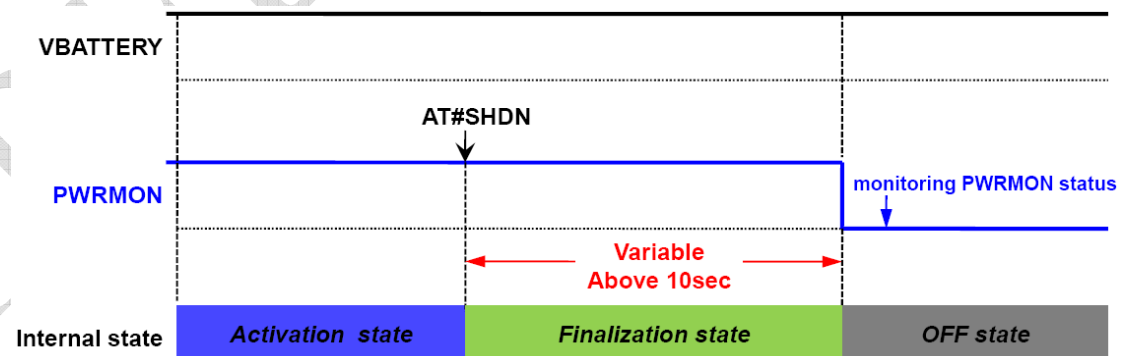 VBATTERY
AT#SHDN
PWRMON
monitoring PWRMON status
Variable
Above 10sec
Internal state
Activation state
Finalization state
OFF state